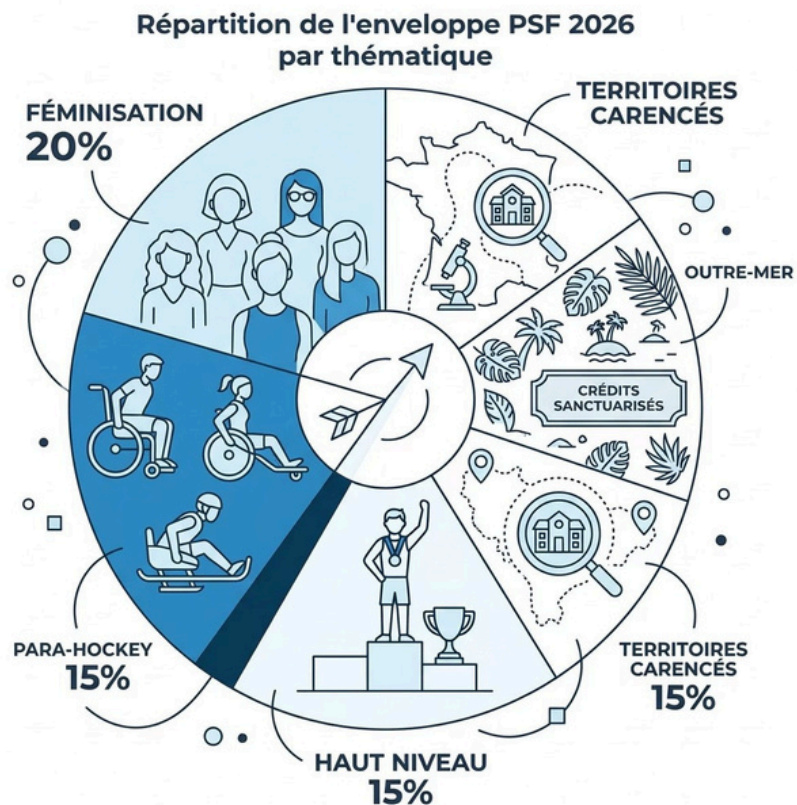 Répartition de l'enveloppe PSF 2026
par thématique
FÉMINISATION
20%
TERRITOIRES
CARENCÉS
OUTRE-MER
CRÉDITS
SANCTUARISÉS
PARA-HOCKEY
15%
TERRITOIRES
CARENCÉS
15%
HAUT NIVEAU
15%